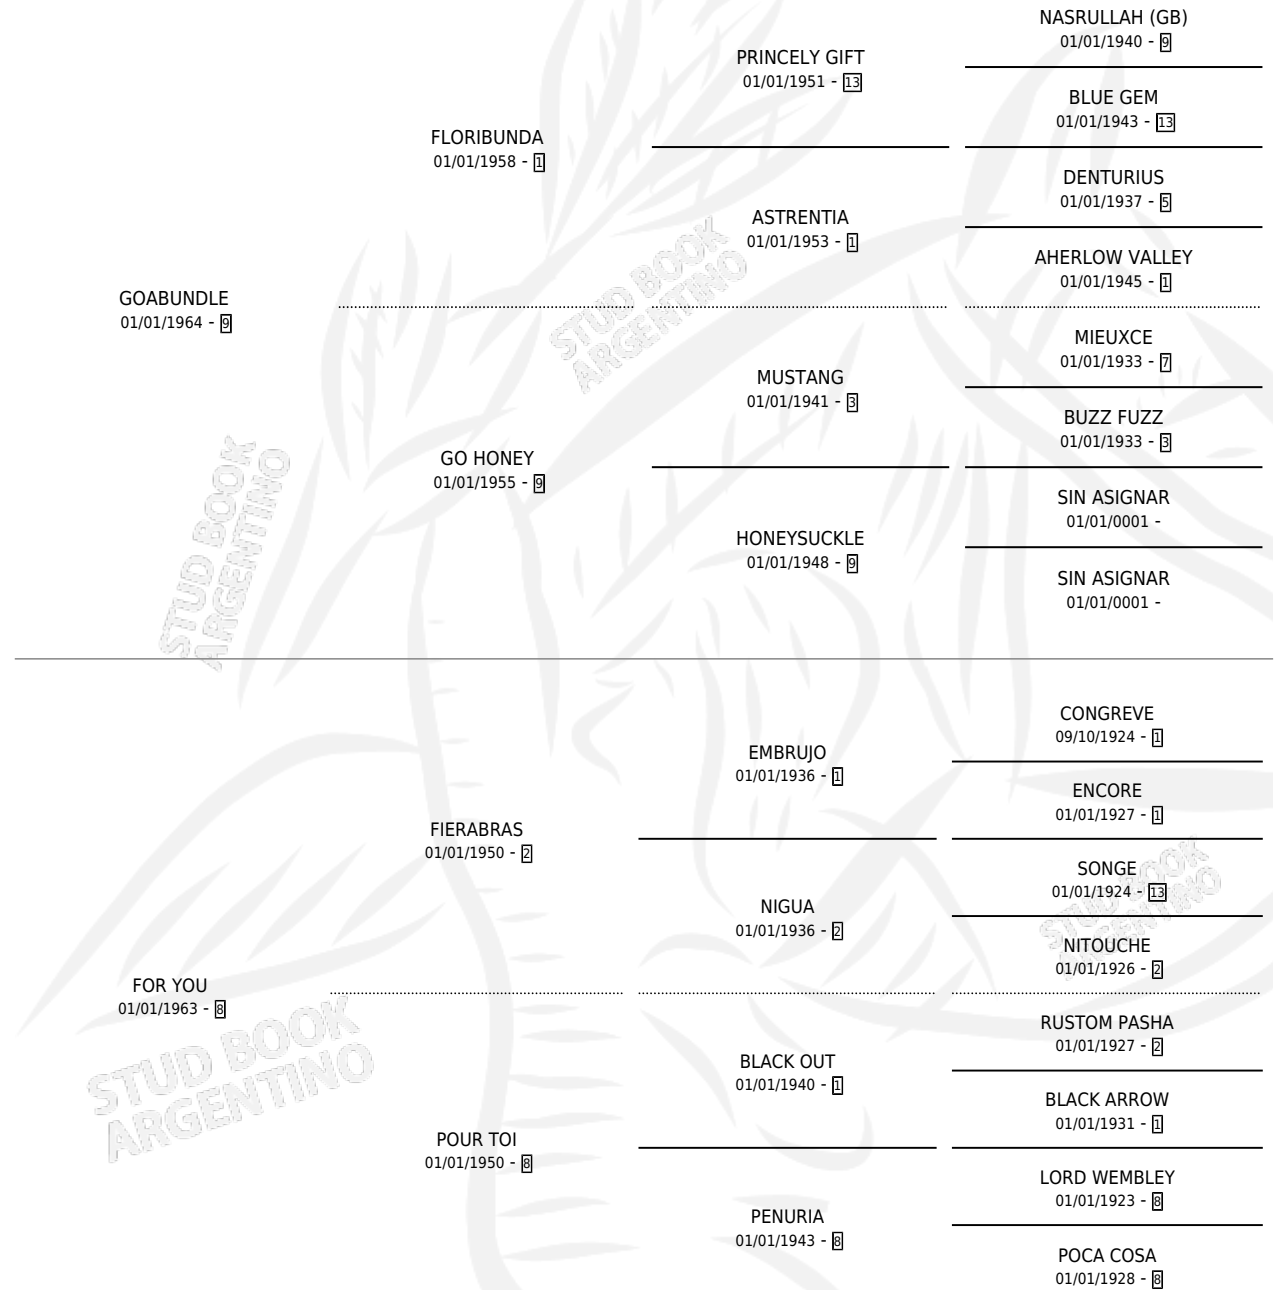 NASRULLAH (GB)
01/01/1940 - 9
PRINCELY GIFT
01/01/1951 - 13
BLUE GEM
01/01/1943 - 13
FLORIBUNDA
01/01/1958 - 1
DENTURIUS
01/01/1937 - 5
ASTRENTIA
01/01/1953 - 1
AHERLOW VALLEY
01/01/1945 - 1
GOABUNDLE
01/01/1964 - 9
MIEUXCE
01/01/1933 - 7
MUSTANG
01/01/1941 - 3
BUZZ FUZZ
01/01/1933 - 3
GO HONEY
01/01/1955 - 9
SIN ASIGNAR
01/01/0001 -
HONEYSUCKLE
01/01/1948 - 9
SIN ASIGNAR
01/01/0001 -
STUD BOOK
ARGENTINO
STUD BOOK
ARGENTINO
CONGREVE
09/10/1924 - 1
EMBRUJO
01/01/1936 - 1
ENCORE
01/01/1927 - 1
FIERABRAS
01/01/1950 - 2
SONGE
01/01/1924 - 13
NIGUA
01/01/1936 - 2
NITOUCHE
01/01/1926 - 2
FOR YOU
01/01/1963 - 8
RUSTOM PASHA
01/01/1927 - 2
BLACK OUT
01/01/1940 - 1
BLACK ARROW
01/01/1931 - 1
POUR TOI
01/01/1950 - 8
LORD WEMBLEY
01/01/1923 - 8
PENURIA
01/01/1943 - 8
POCA COSA
01/01/1928 - 8
STUD BOOK
ARGENTINO
STUD BOOK
ARGENTINO